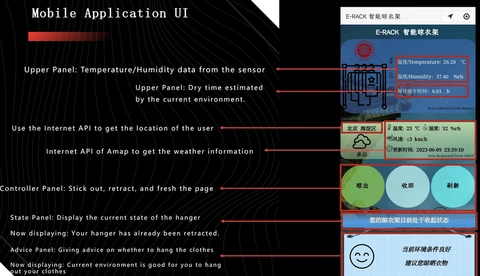 Mobile Application UI
E-RACK 智能晾衣架
E-RACK 智能晾衣架
Upper Panel: Temperature/Humidity data from the sensor
温度/Temperature: 26.20 ℃
湿度/Humidity: 37.40 %rh
Upper Panel: Dry time estimated
by the current environment.
6.61 h
Data Collected From Sensors
Use the Internet API to get the location of the user
北京 海淀区
温度: 23 ℃ 湿度: 32 %rh
Internet API of Amap to get the weather information
多云
风速: ≤3 km/h
更新时间: 2023-06-09 23:39:10
Controller Panel: Stick out, retract, and fresh the page
晾出
收回
刷新
State Panel: Display the current state of the hanger
您的晾衣架目前处于收起状态
Now displaying: Your hanger has already been retracted.
Advice Panel: Giving advice on whether to hang the clothes
当前环境条件良好
Now displaying: Current environment is good for you to hang
out your clothes
建议您晾晒衣物